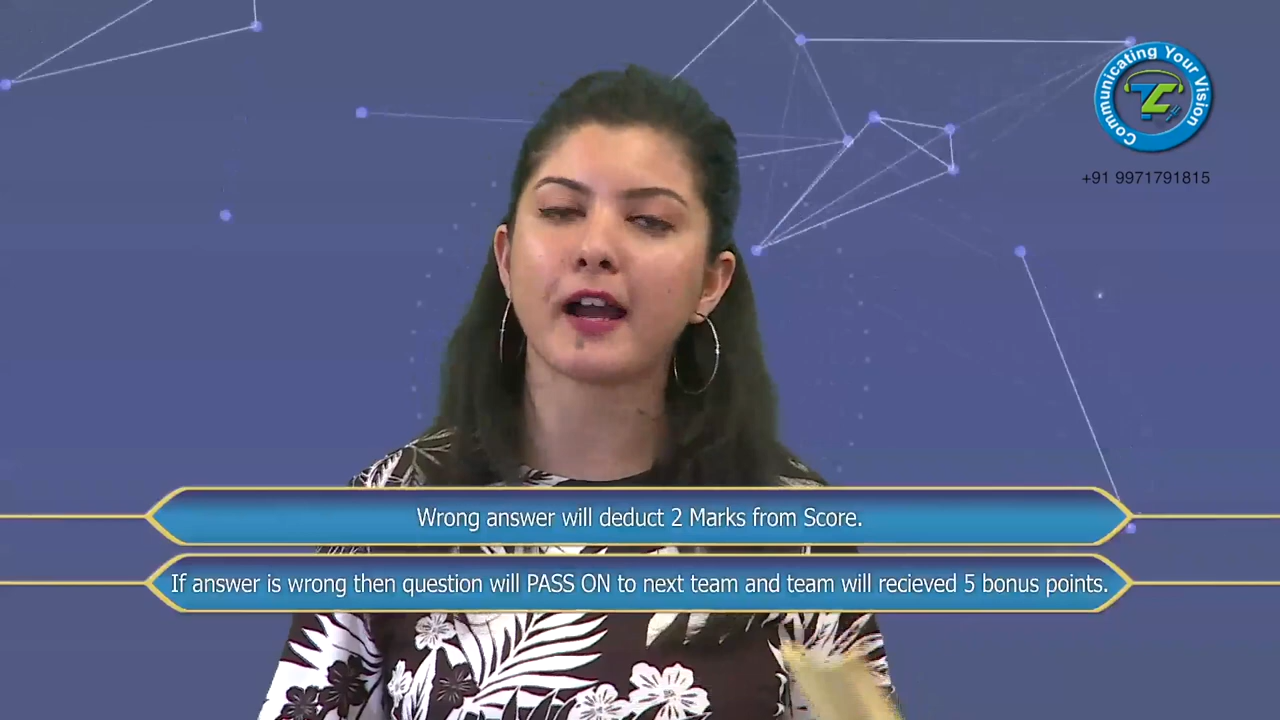 Communicating Your Vision
TC
+91 9971791815
Wrong answer will deduct 2 Marks from Score.
If answer is wrong then question will PASS ON to next team and team will recieved 5 bonus points.